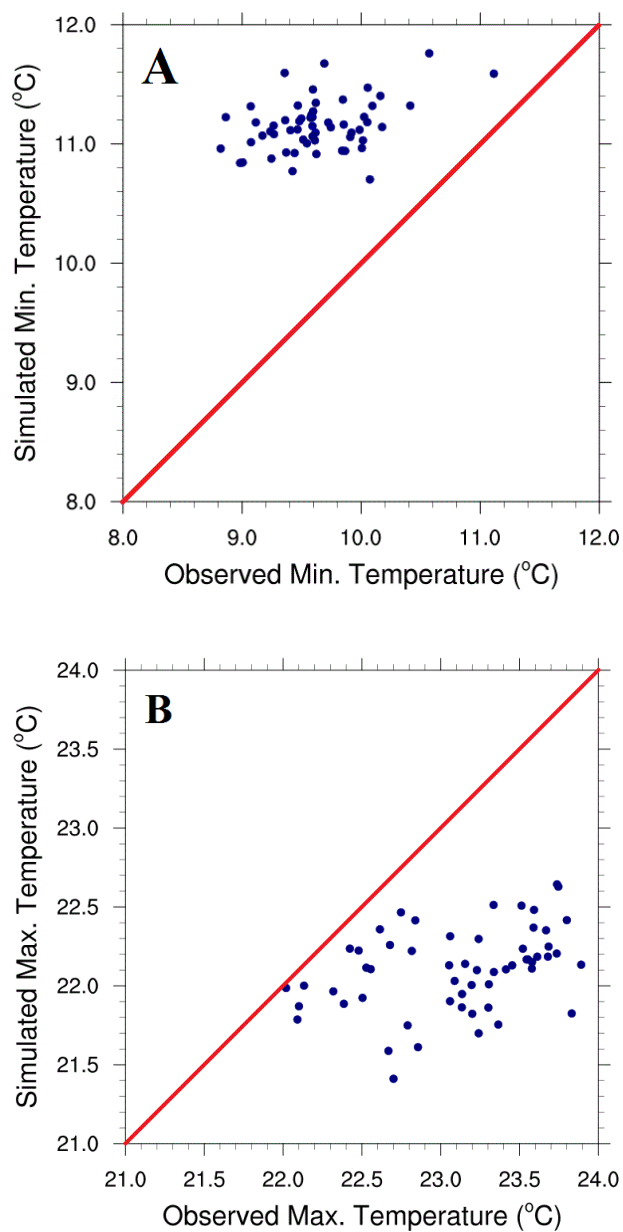 A
Simulated Min. Temperature (°C)
12.0
11.0
10.0
9.0
8.0
8.0 9.0 10.0 11.0 12.0
Observed Min. Temperature (°C)
B
Simulated Max. Temperature (°C)
24.0
23.5
23.0
22.5
22.0
21.5
21.0
21.0 21.5 22.0 22.5 23.0 23.5 24.0
Observed Max. Temperature (°C)